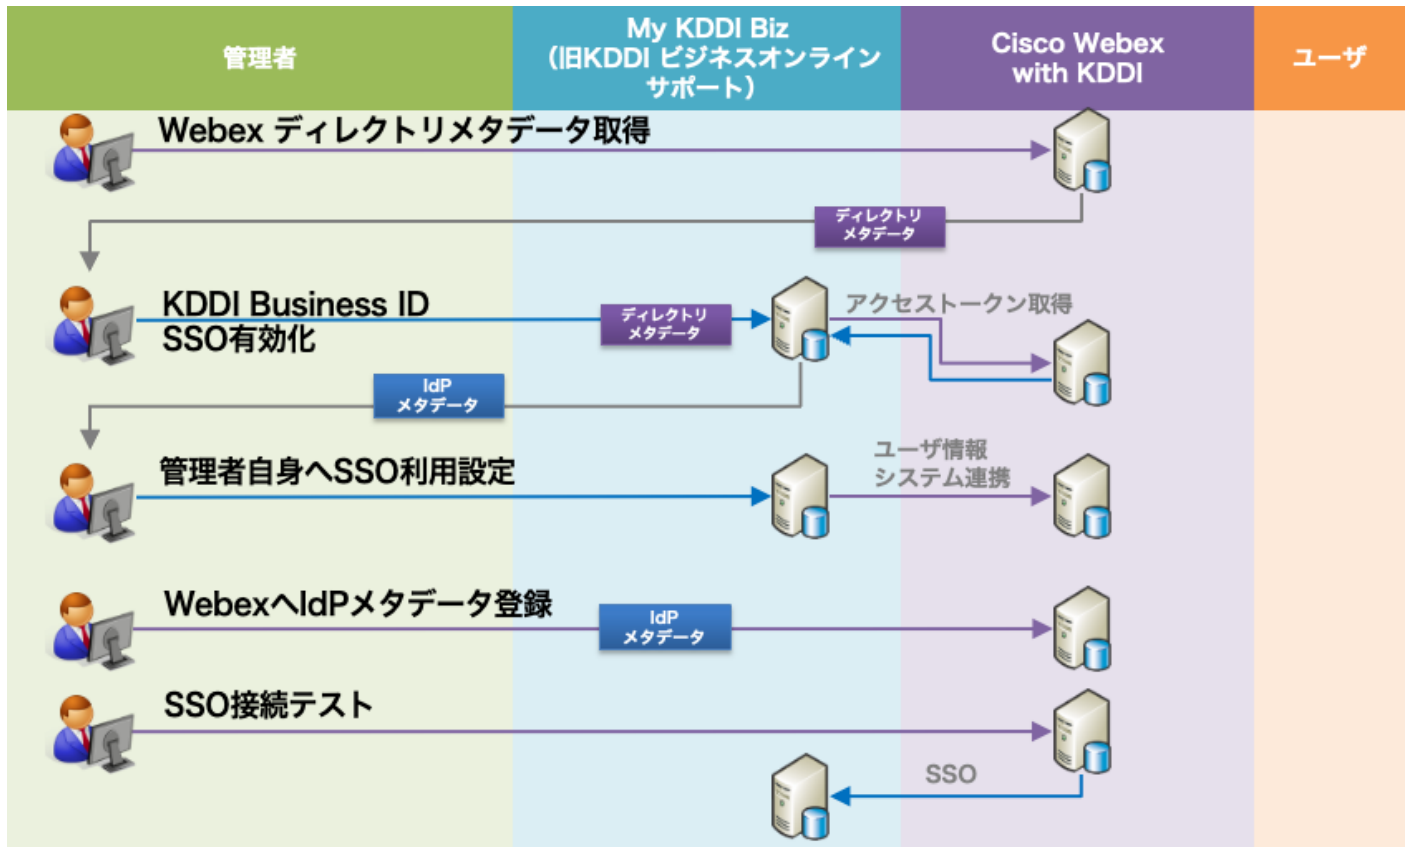 管理者
My KDDI Biz
（旧KDDI ビジネスオンライン
サポート）
Cisco Webex
with KDDI
ユーザ
Webex ディレクトリメタデータ取得
ディレクトリ
メタデータ
KDDI Business ID
SSO有効化
ディレクトリ
メタデータ
アクセストークン取得
IdP
メタデータ
管理者自身へSSO利用設定
ユーザ情報
システム連携
WebexへIdPメタデータ登録
IdP
メタデータ
SSO接続テスト
SSO